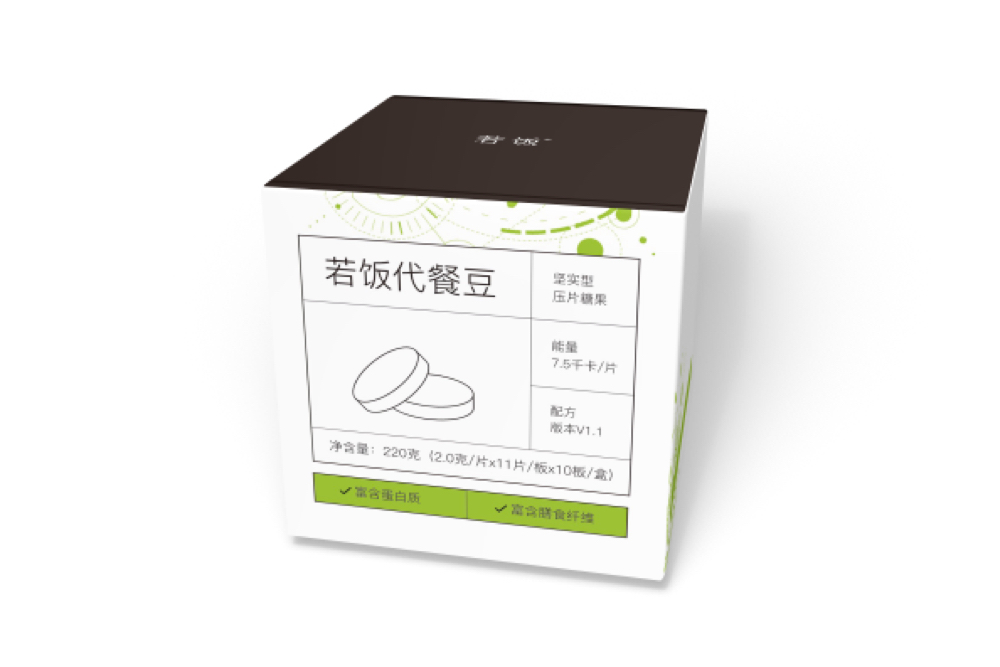 若饭
若饭代餐豆
坚实型
压片糖果
能量
7.5千卡/片
配方
版本V1.1
净含量：220克（2.0克/片x11片/板x10板/盒）
✓富含蛋白质
✓富含膳食纤维